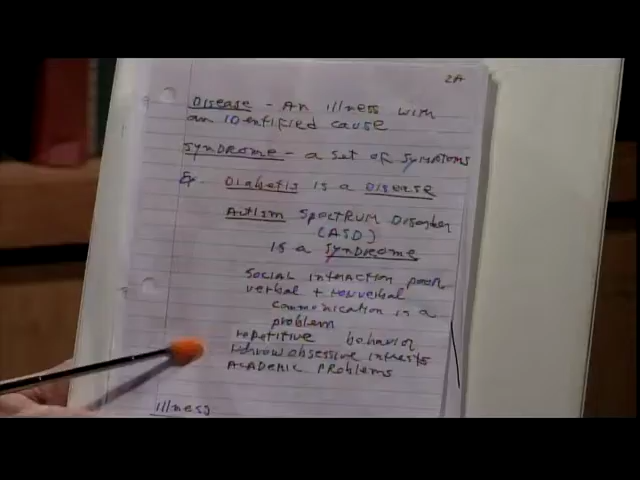 2A
Disease - An illness with
an identified cause
Syndrome - a set of symptoms
Ex. Diabetis is a Disease
Autism Spectrum Disorder
(ASD)
is a Syndrome
Social interaction poor
verbal + nonverbal
communication is a
problem
repetitive behavior
narrow obsessive intrests
Academic Problems
illness